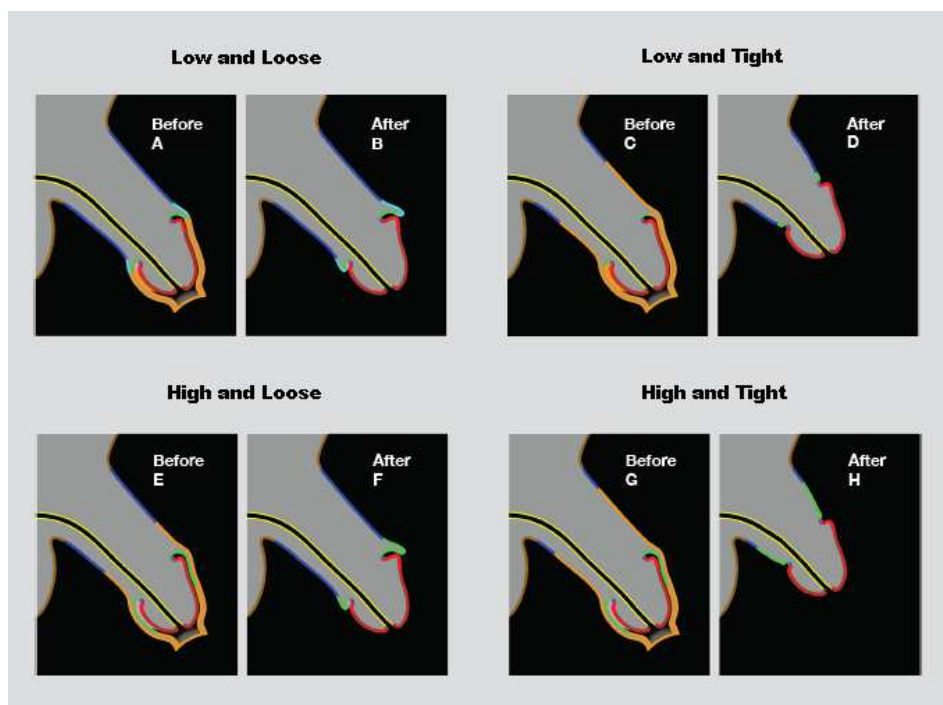 Low and Loose
Low and Tight
Before
A
After
B
Before
C
After
D
High and Loose
High and Tight
Before
E
After
F
Before
G
After
H